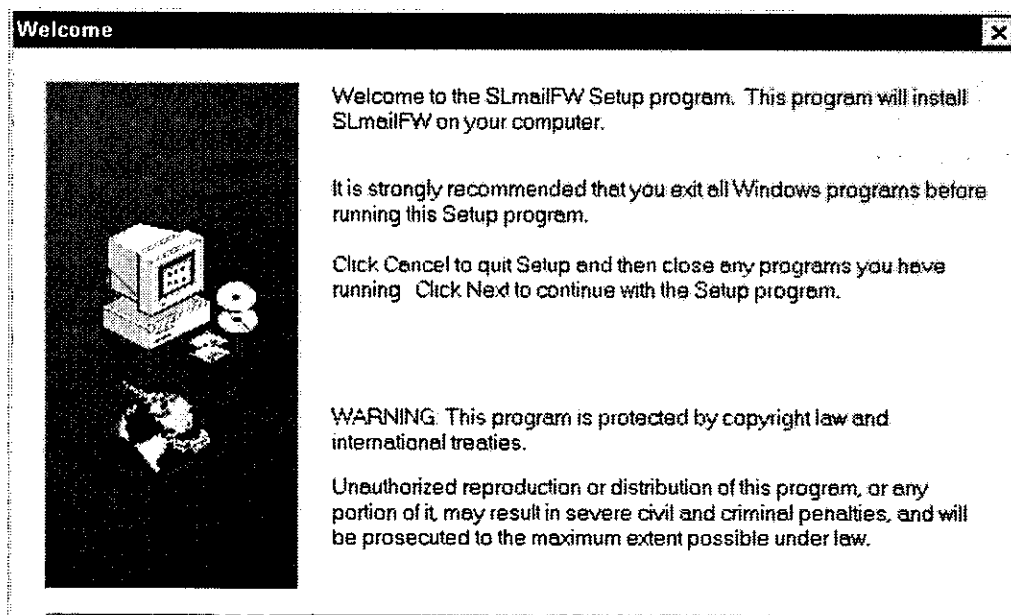 Welcome
Welcome to the SLmailFW Setup program. This program will install
SLmailFW on your computer.
It is strongly recommended that you exit all Windows programs before
running this Setup program.
Click Cancel to quit Setup and then close any programs you have
running Click Next to continue with the Setup program.
WARNING: This program is protected by copyright law and
international treaties.
Unauthorized reproduction or distribution of this program, or any
portion of it, may result in severe civil and criminal penalties, and will
be prosecuted to the maximum extent possible under law.